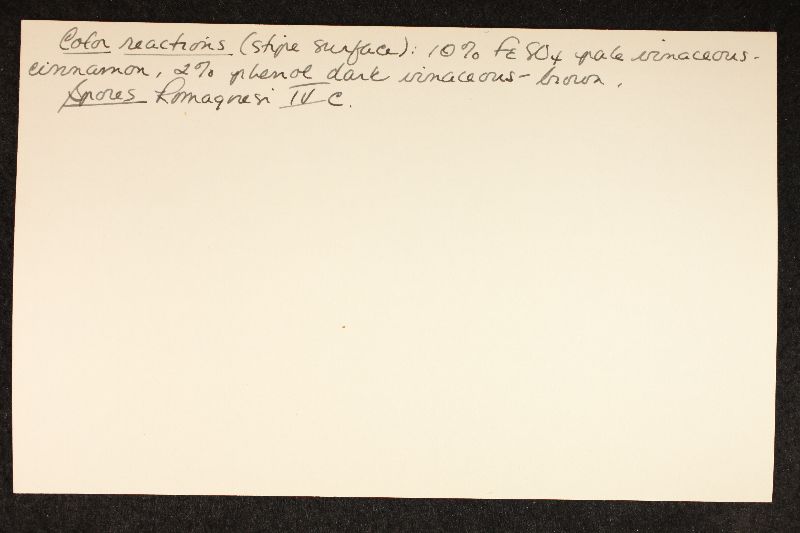 Color reactions (stipe surface): 10% FeSO4 pale vinaceous-
cinnamon, 2% phenol dark vinaceous-brown.
Spores Romagnesi IV c.